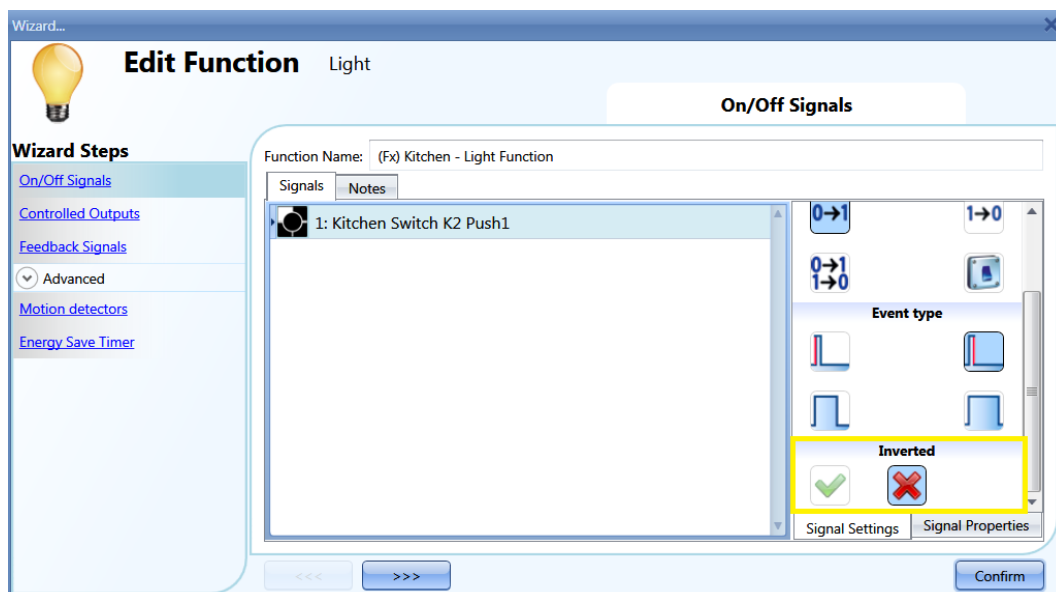 Wizard...
Edit Function Light
On/Off Signals
Wizard Steps
On/Off Signals
Controlled Outputs
Feedback Signals
Advanced
Motion detectors
Energy Save Timer
Function Name: (Fx) Kitchen - Light Function
Signals Notes
1: Kitchen Switch K2 Push1
0→1 1→0
0→1
1→0
Event type
Inverted
Signal Settings Signal Properties
<<< >>> Confirm